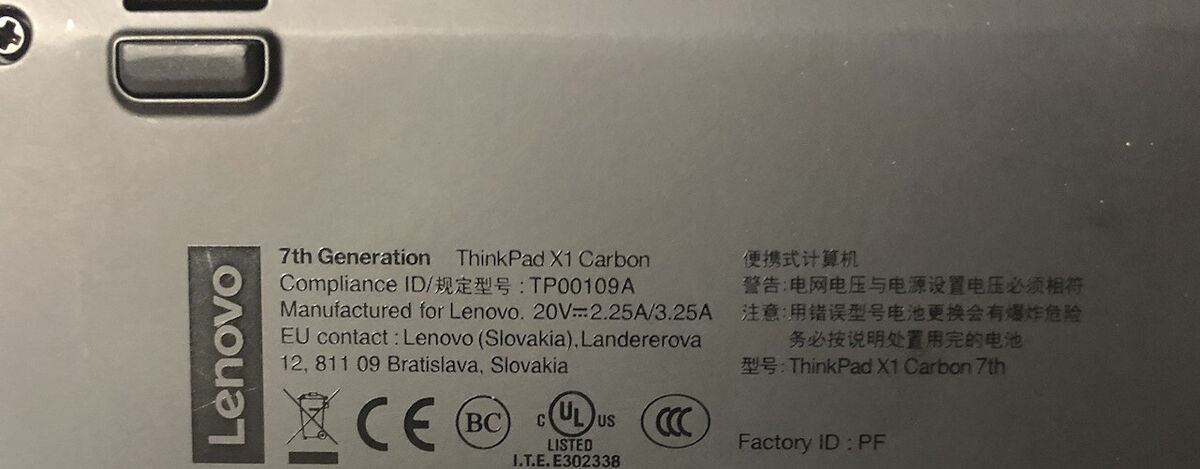 Lenovo
7th Generation ThinkPad X1 Carbon
Compliance ID/规定型号 : TP00109A
Manufactured for Lenovo. 20V⎓2.25A/3.25A
EU contact : Lenovo (Slovakia), Landererova
12, 811 09 Bratislava, Slovakia
便携式计算机
警告:电网电压与电源设置电压必须相符
注意:用错误型号电池更换会有爆炸危险
务必按说明处置用完的电池
型号:ThinkPad X1 Carbon 7th
CE
BC
C UL US
LISTED
I.T.E. E302338
CCC
Factory ID : PF